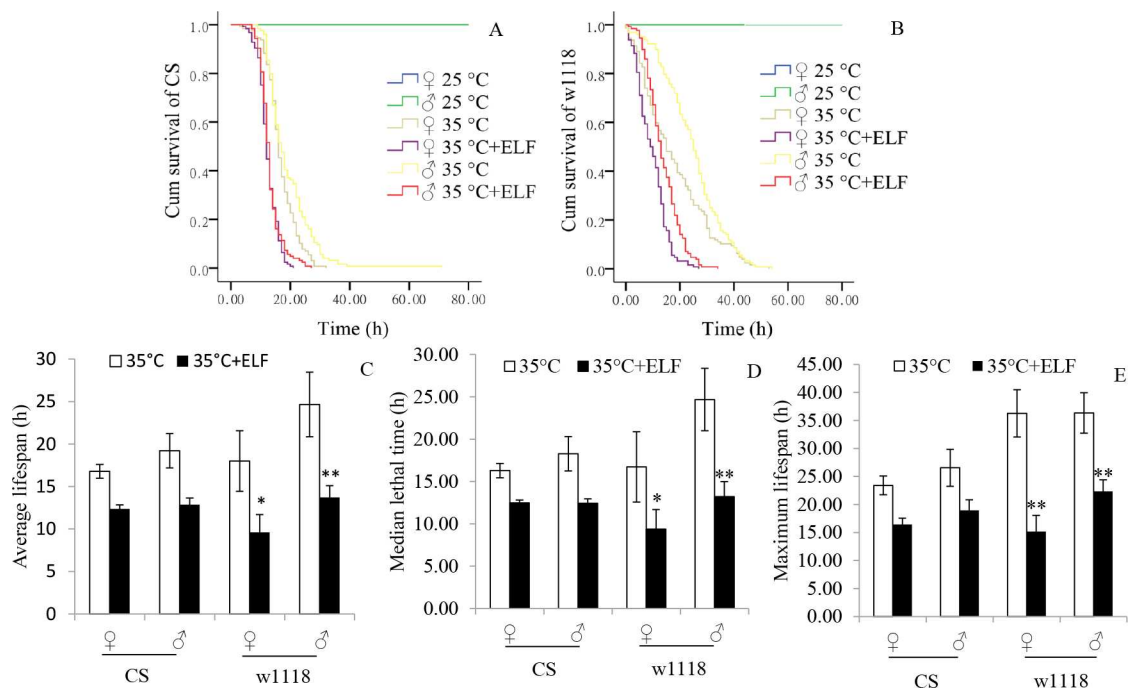 A
Cum survival of CS
1.0
0.8
0.6
0.4
0.2
0.0
0.00
20.00
40.00
60.00
80.00
Time (h)
♀ 25 °C
♂ 25 °C
♀ 35 °C
♀ 35 °C+ELF
♂ 35 °C
♂ 35 °C+ELF
B
Cum survival of w1118
1.0
0.8
0.6
0.4
0.2
0.0
0.00
20.00
40.00
60.00
80.00
Time (h)
♀ 25 °C
♂ 25 °C
♀ 35 °C
♀ 35 °C+ELF
♂ 35 °C
♂ 35 °C+ELF
35°C 35°C+ELF
C
Average lifespan (h)
30
25
20
15
10
5
0
*
**
♀ ♂ ♀ ♂
CS w1118
35°C 35°C+ELF
D
Median lethal time (h)
30.00
25.00
20.00
15.00
10.00
5.00
0.00
*
**
♀ ♂ ♀ ♂
CS w1118
35°C 35°C+ELF
E
Maximum lifespan (h)
45.00
40.00
35.00
30.00
25.00
20.00
15.00
10.00
5.00
0.00
**
**
♀ ♂ ♀ ♂
CS w1118